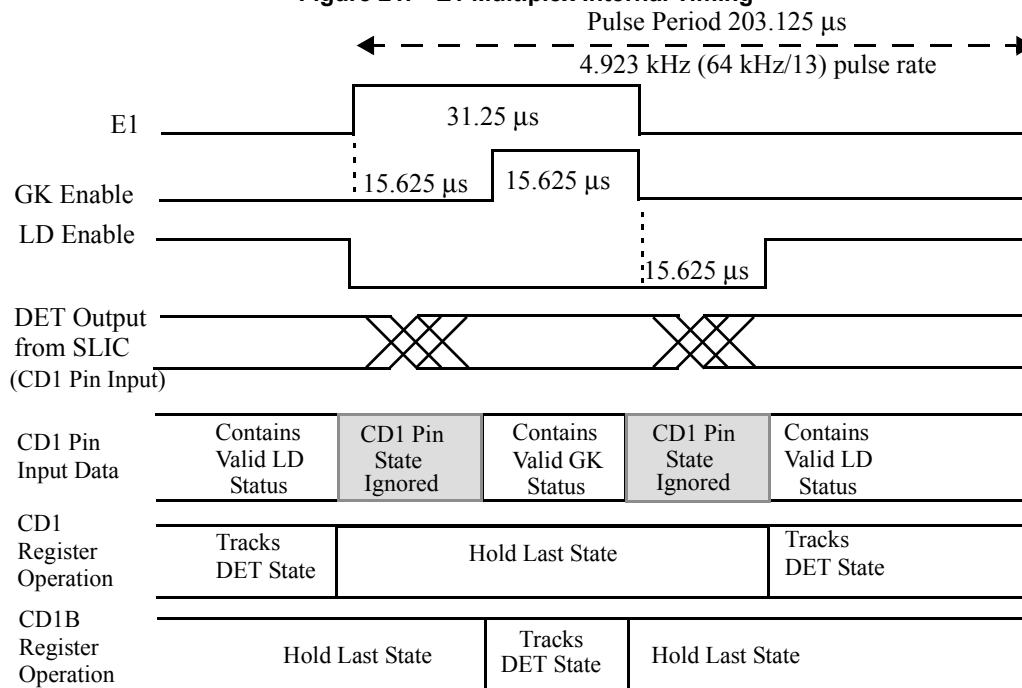 Figure 21. E1 Multiplex Internal Timing
Pulse Period 203.125 µs
4.923 kHz (64 kHz/13) pulse rate
E1
31.25 µs
GK Enable
15.625 µs
15.625 µs
LD Enable
15.625 µs
DET Output
from SLIC
(CD1 Pin Input)
CD1 Pin
Input Data
Contains
Valid LD
Status
CD1 Pin
State
Ignored
Contains
Valid GK
Status
CD1 Pin
State
Ignored
Contains
Valid LD
Status
CD1
Register
Operation
Tracks
DET State
Hold Last State
Tracks
DET State
CD1B
Register
Operation
Hold Last State
Tracks
DET State
Hold Last State